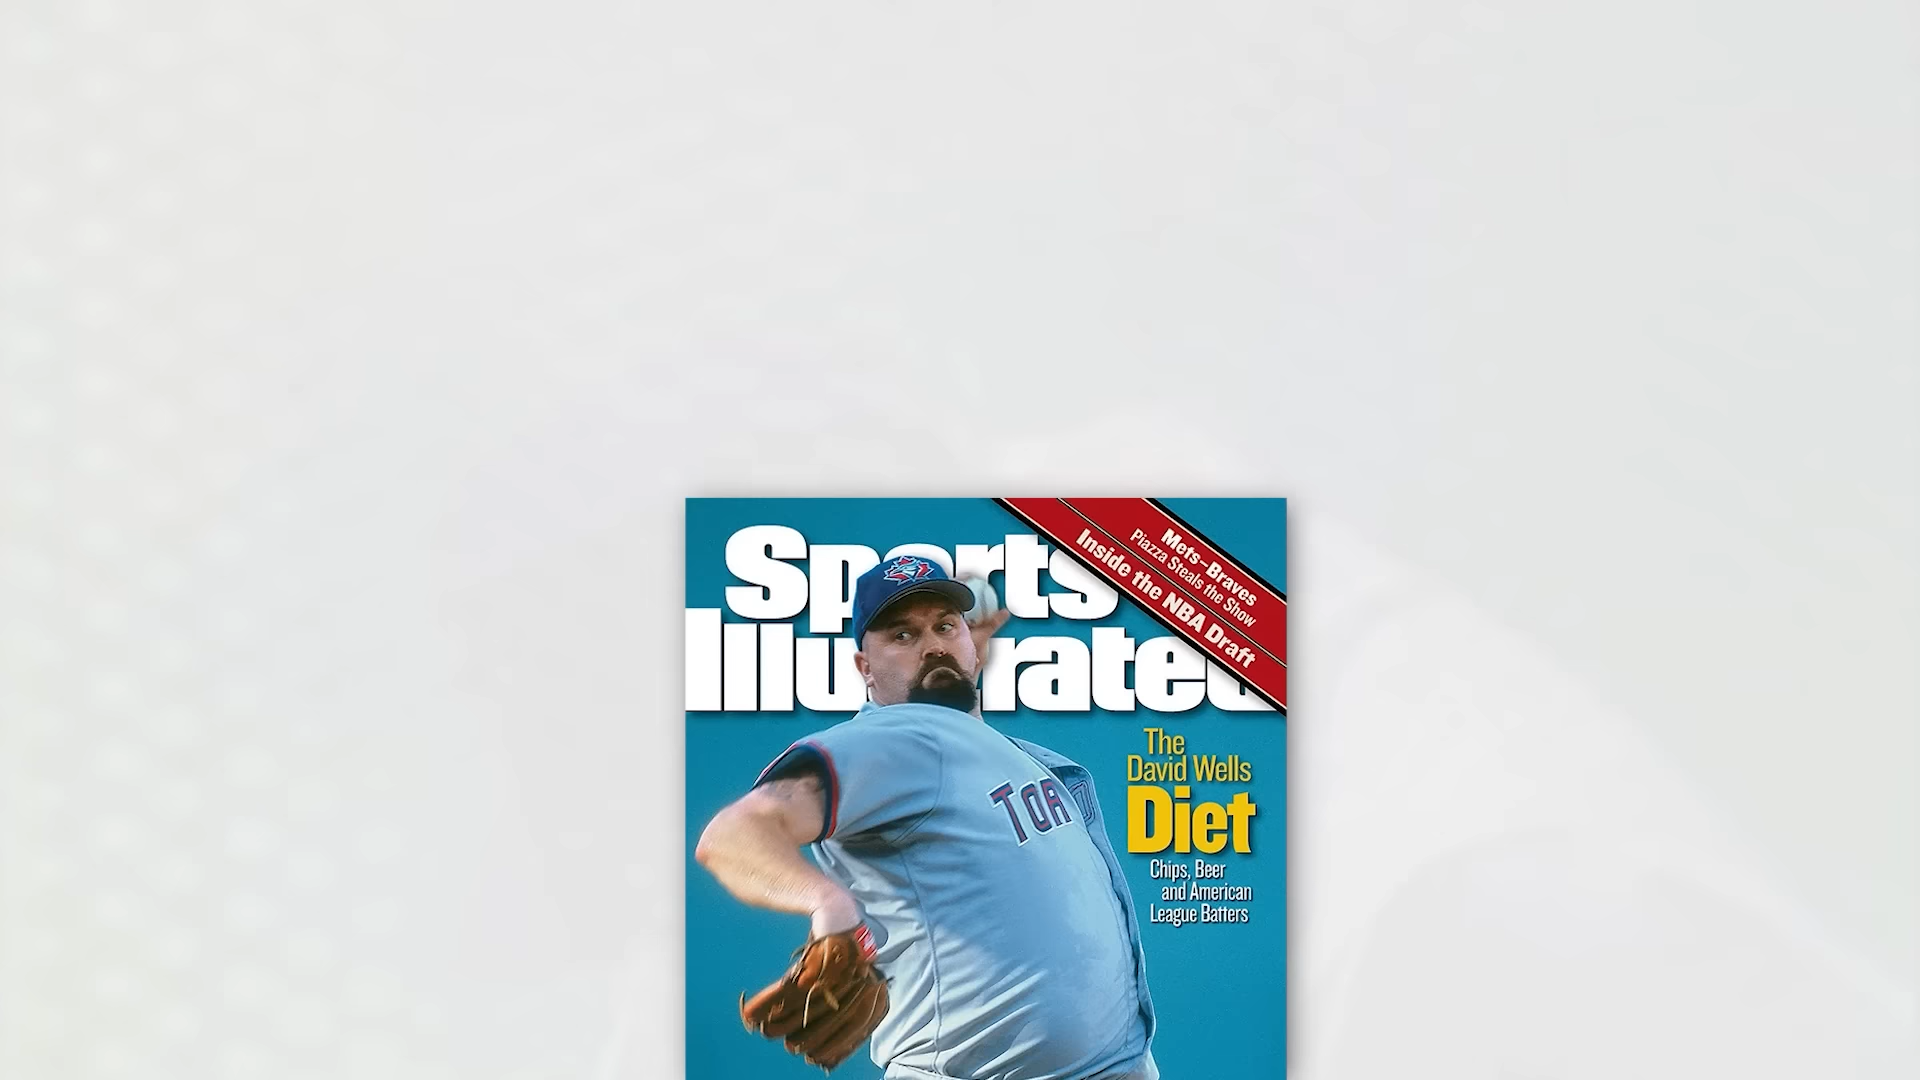 Sports
Illustrated
Mets–Braves
Piazza Steals the Show
Inside the NBA Draft
The
David Wells
Diet
Chips, Beer
and American
League Batters
TOR